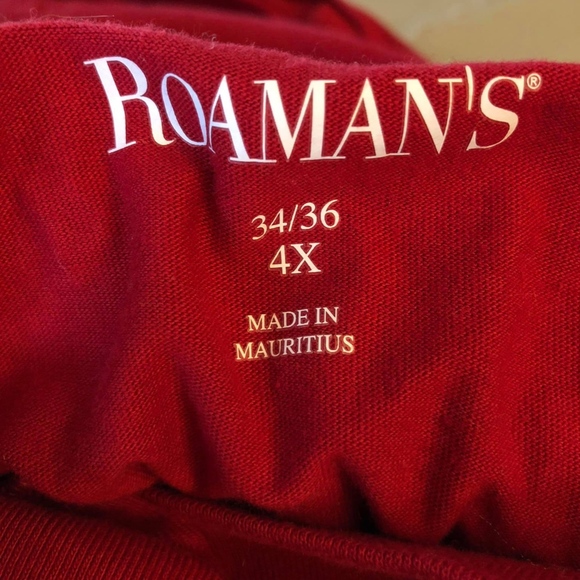 ROAMAN'S®
34/36
4X
MADE IN
MAURITIUS